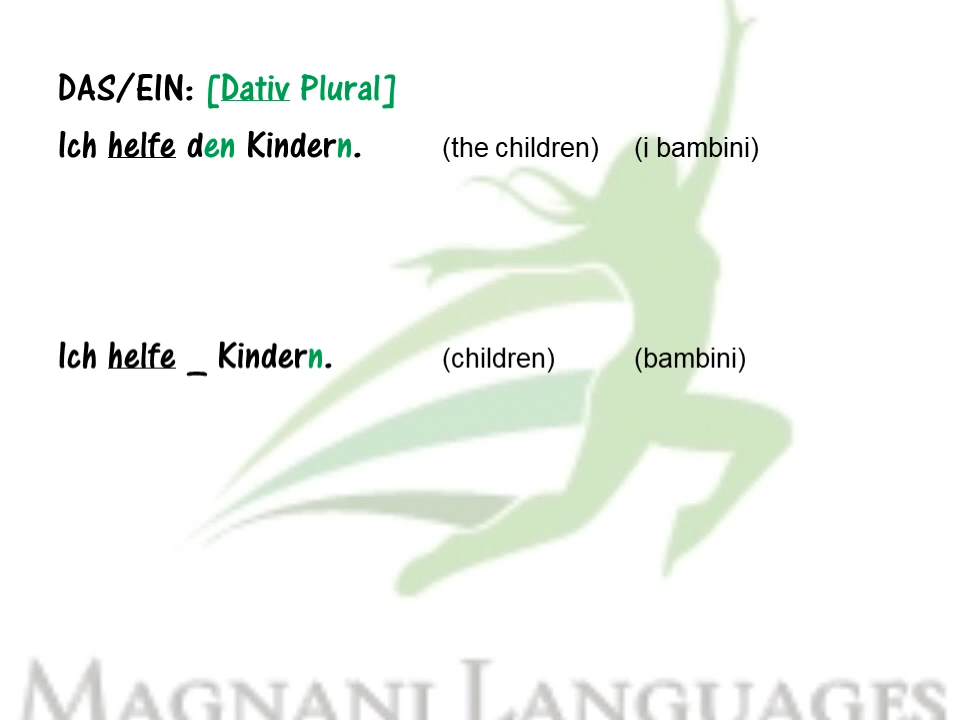 DAS/EIN: [Dativ Plural]
Ich helfe den Kindern. (the children) (i bambini)
Ich helfe _ Kindern. (children) (bambini)
MAGNANI LANGUAGES